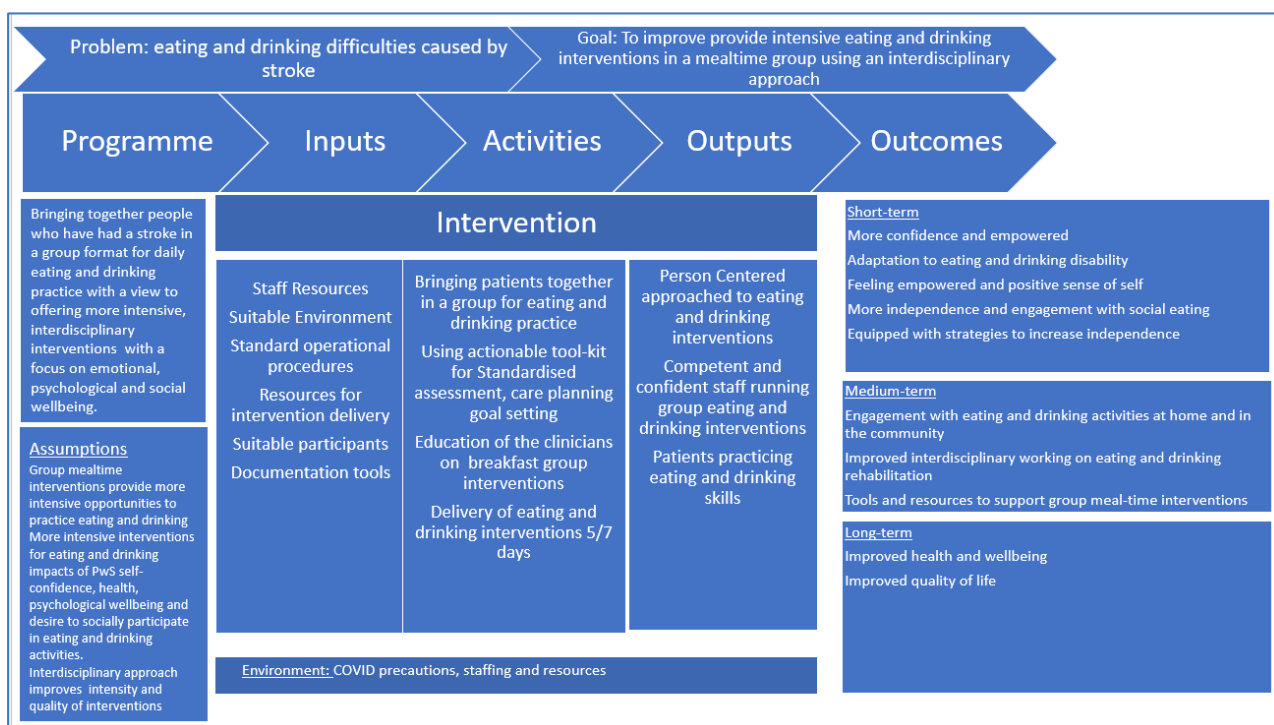 Problem: eating and drinking difficulties caused by
stroke
Goal: To improve provide intensive eating and drinking
interventions in a mealtime group using an interdisciplinary
approach
Programme
Inputs
Activities
Outputs
Outcomes
Bringing together people
who have had a stroke in
a group format for daily
eating and drinking
practice with a view to
offering more intensive,
interdisciplinary
interventions with a
focus on emotional,
psychological and social
wellbeing.
Assumptions
Group mealtime
interventions provide more
intensive opportunities to
practice eating and drinking
More intensive interventions
for eating and drinking
impacts of PwS self-
confidence, health,
psychological wellbeing and
desire to socially participate
in eating and drinking
activities.
Interdisciplinary approach
improves intensity and
quality of interventions
Intervention
Staff Resources
Suitable Environment
Standard operational
procedures
Resources for
intervention delivery
Suitable participants
Documentation tools
Bringing patients together
in a group for eating and
drinking practice
Using actionable tool-kit
for Standardised
assessment, care planning
goal setting
Education of the clinicians
on breakfast group
interventions
Delivery of eating and
drinking interventions 5/7
days
Person Centered
approached to eating
and drinking
interventions
Competent and
confident staff running
group eating and
drinking interventions
Patients practicing
eating and drinking
skills
Environment: COVID precautions, staffing and resources
Short-term
More confidence and empowered
Adaptation to eating and drinking disability
Feeling empowered and positive sense of self
More independence and engagement with social eating
Equipped with strategies to increase independence
Medium-term
Engagement with eating and drinking activities at home and in
the community
Improved interdisciplinary working on eating and drinking
rehabilitation
Tools and resources to support group meal-time interventions
Long-term
Improved health and wellbeing
Improved quality of life